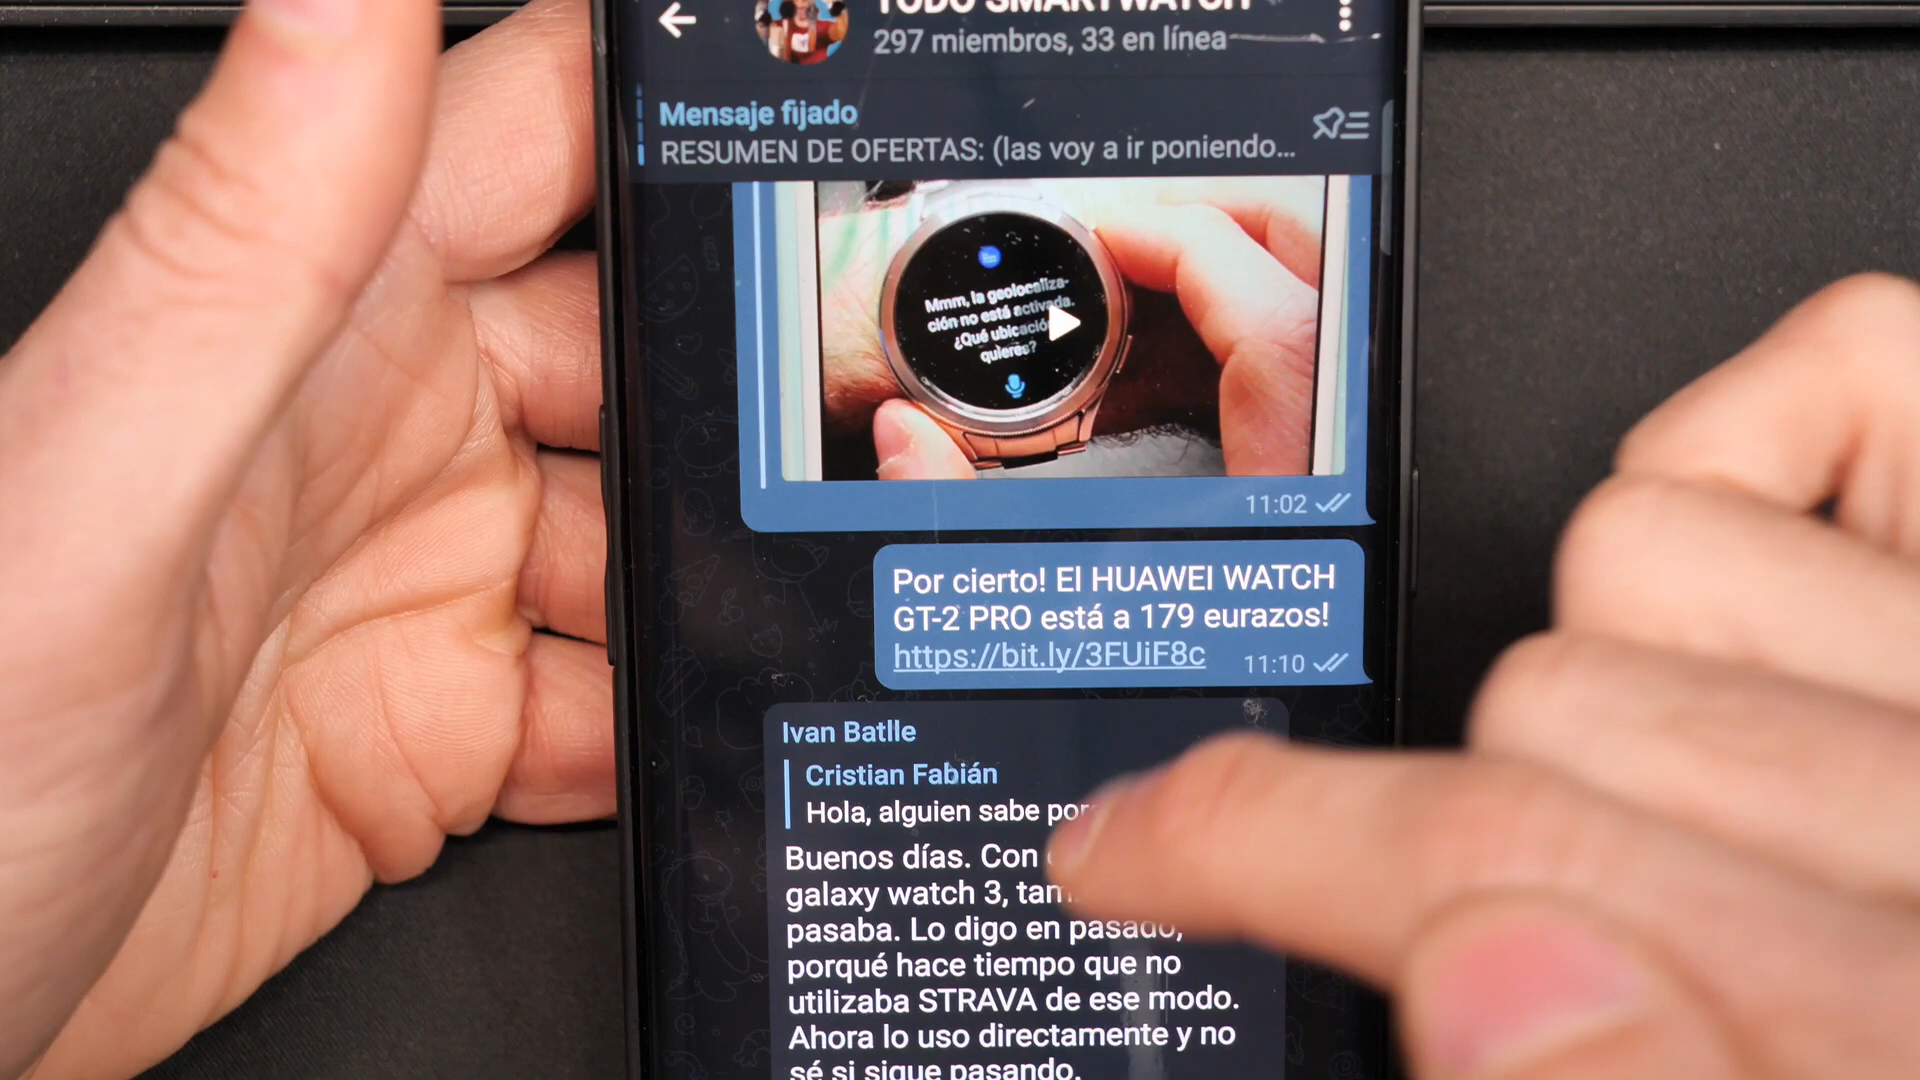 TODO SMARTWATCH
297 miembros, 33 en línea
Mensaje fijado
RESUMEN DE OFERTAS: (las voy a ir poniendo...
Mmm, la geolocaliza-
ción no está activada.
¿Qué ubicación
quieres?
11:02
Por cierto! El HUAWEI WATCH
GT-2 PRO está a 179 eurazos!
https://bit.ly/3FUiF8c
11:10
Ivan Batlle
Cristian Fabián
Hola, alguien sabe por
Buenos días. Con
galaxy watch 3, tam
pasaba. Lo digo en pasado,
porqué hace tiempo que no
utilizaba STRAVA de ese modo.
Ahora lo uso directamente y no
sé si sigue pasando.